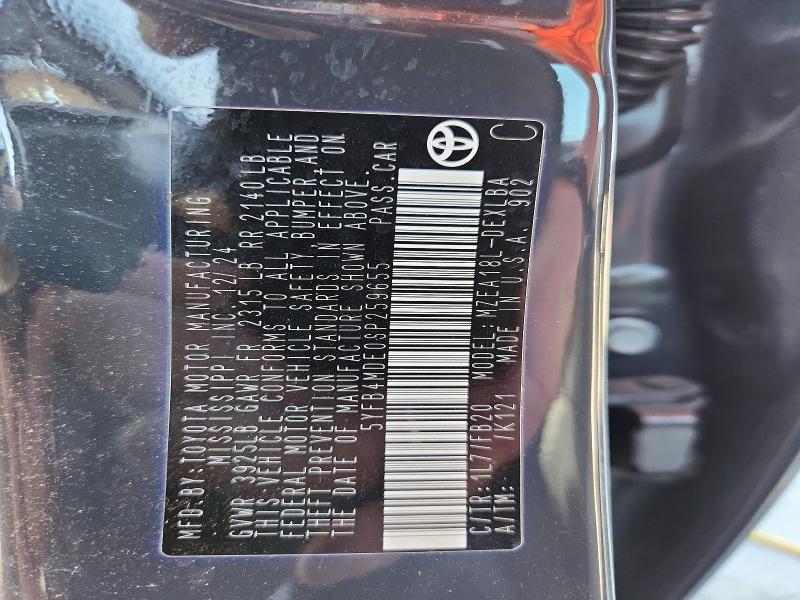 MFD.BY:TOYOTA MOTOR MANUFACTURING
MISSISSIPPI INC. 12/24
GVWR 3925LB GAWR FR 2315LB RR 2140LB
THIS VEHICLE CONFORMS TO ALL APPLICABLE
FEDERAL MOTOR VEHICLE SAFETY, BUMPER, AND
THEFT PREVENTION STANDARDS IN EFFECT ON
THE DATE OF MANUFACTURE SHOWN ABOVE.
5YFB4MDE0SP259655 PASS.CAR
C/TR: 1L7/FB20 MODEL: MZEA18L-DEXLBA
A/TM: /K121 MADE IN U.S.A. 902 C